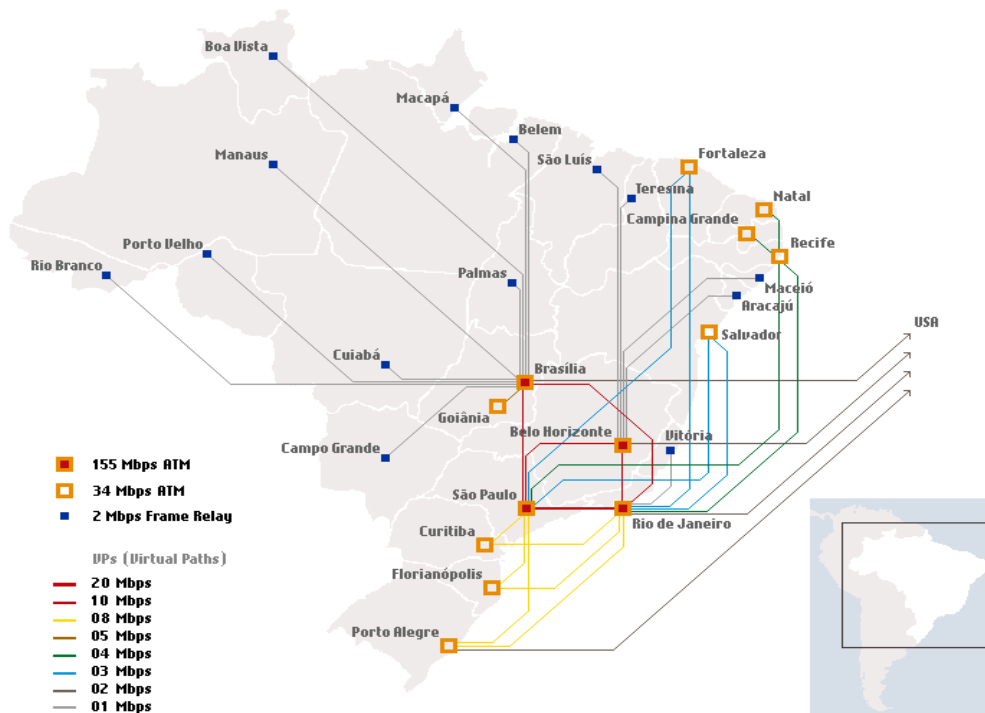 Boa Vista
Macapá
Belem
Manaus
São Luís
Fortaleza
Teresina
Natal
Campina Grande
Porto Velho
Recife
Rio Branco
Palmas
Maceió
Aracajú
USA
Salvador
Cuiabá
Brasília
Goiânia
Belo Horizonte
Vitória
Campo Grande
155 Mbps ATM
34 Mbps ATM
2 Mbps Frame Relay
São Paulo
Rio de Janeiro
Curitiba
Florianópolis
Porto Alegre
VPs (Virtual Paths)
20 Mbps
10 Mbps
08 Mbps
05 Mbps
04 Mbps
03 Mbps
02 Mbps
01 Mbps